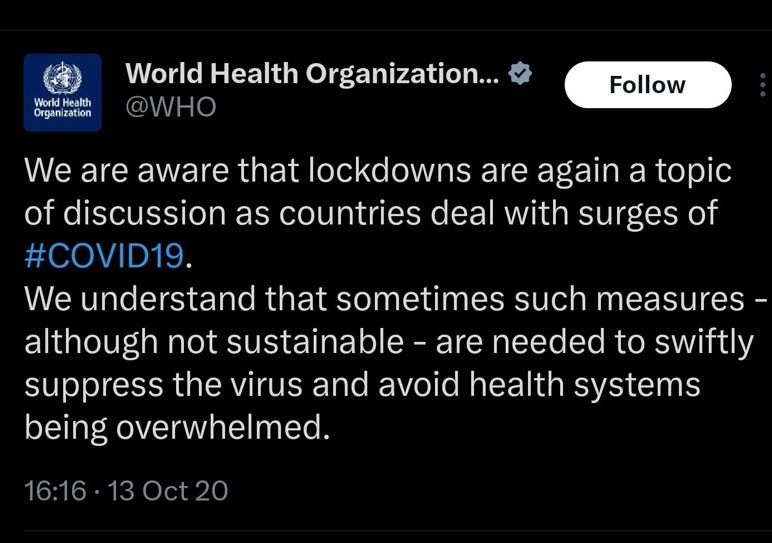 World Health Organization...
World Health
Organization
@WHO
Follow
We are aware that lockdowns are again a topic
of discussion as countries deal with surges of
#COVID19.
We understand that sometimes such measures -
although not sustainable - are needed to swiftly
suppress the virus and avoid health systems
being overwhelmed.
16:16 · 13 Oct 20